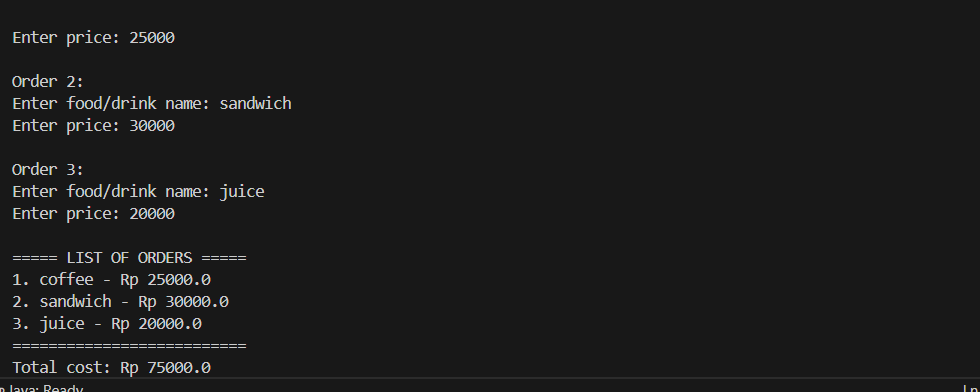 Enter price: 25000
Order 2:
Enter food/drink name: sandwich
Enter price: 30000
Order 3:
Enter food/drink name: juice
Enter price: 20000
===== LIST OF ORDERS =====
1. coffee - Rp 25000.0
2. sandwich - Rp 30000.0
3. juice - Rp 20000.0
==========================
Total cost: Rp 75000.0
Java: Ready
Ln